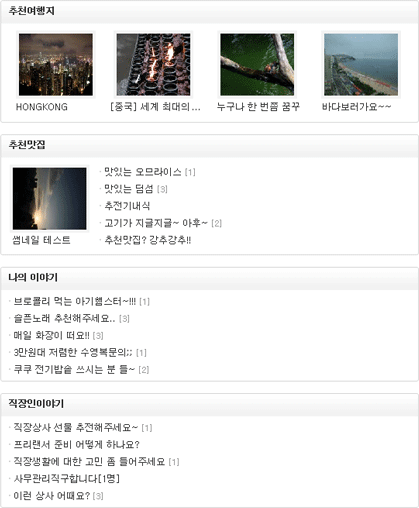 추천여행지
HONGKONG
[중국] 세계 최대의...
누구나 한 번쯤 꿈꾸
바다보러가요~~
추천맛집
썸네일 테스트
· 맛있는 오므라이스 [1]
· 맛있는 덤섬 [3]
· 추천기내식
· 고기가 지글지글~ 아후~ [2]
· 추천맛집? 강추강추!!
나의 이야기
· 브로콜리 먹는 아기햄스터~!!! [1]
· 슬픈노래 추천해주세요.. [3]
· 매일 화장이 떠요!! [3]
· 3만원대 저렴한 수영복문의;; [1]
· 쿠쿠 전기밥솥 쓰시는 분 들~ [2]
직장인이야기
· 직장상사 선물 추천해주세요~ [1]
· 프리랜서 준비 어떻게 하나요?
· 직장생활에 대한 고민 좀 들어주세요 [1]
· 사무관리직구합니다[1명]
· 이런 상사 어때요? [3]